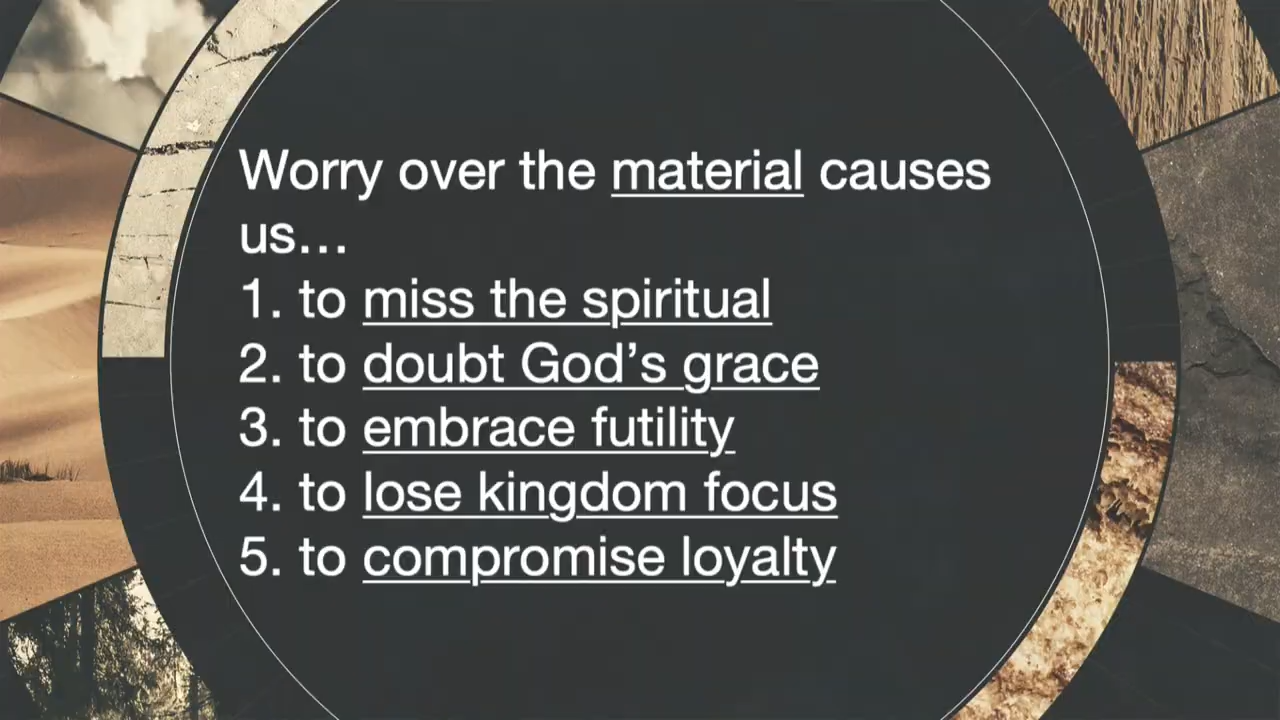 Worry over the material causes
us…
1. to miss the spiritual
2. to doubt God’s grace
3. to embrace futility
4. to lose kingdom focus
5. to compromise loyalty